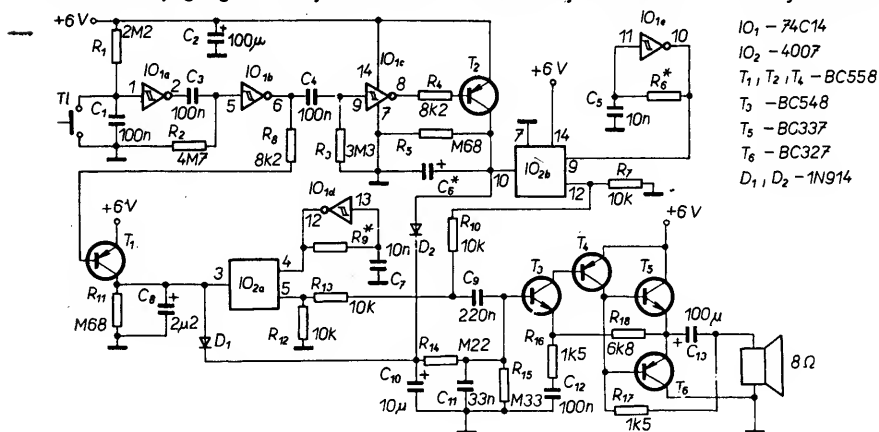 +6V
2M2
R1
C2
100µ
IO1a
1
2
C3
100n
IO1b
5
6
C4
100n
IO1c
14
9
8
7
R4
8k2
T2
+6V
11
IO1e
10
R6*
C5
10n
Tl
C1
100n
R2
4M7
R8
8k2
R3
3M3
R5
M68
C6*
10
7
14
IO2b
9
12
R7
10k
IO1 - 74C14
IO2 - 4007
T1, T2, T4 - BC558
T3 - BC548
T5 - BC337
T6 - BC327
D1, D2 - 1N914
+6V
T1
R11
M68
C8
2µ2
D1
3
IO2a
4
5
IO1d
12
13
R9*
10n
C7
R13
10k
R12
10k
D2
R10
10k
C9
220n
R14
M22
C10
10µ
C11
33n
R15
M33
T3
T4
T5
+6V
R16
1k5
C12
100n
R18
6k8
100µ
C13
T6
R17
1k5
8Ω